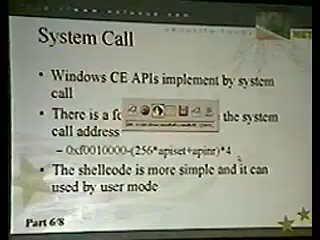 System Call
• Windows CE APIs implement by system
call
• There is a the system
call address
– 0xf0010000-(256*apiset+apinr)*4
• The shellcode is more simple and it can
used by user mode
Part 6/8